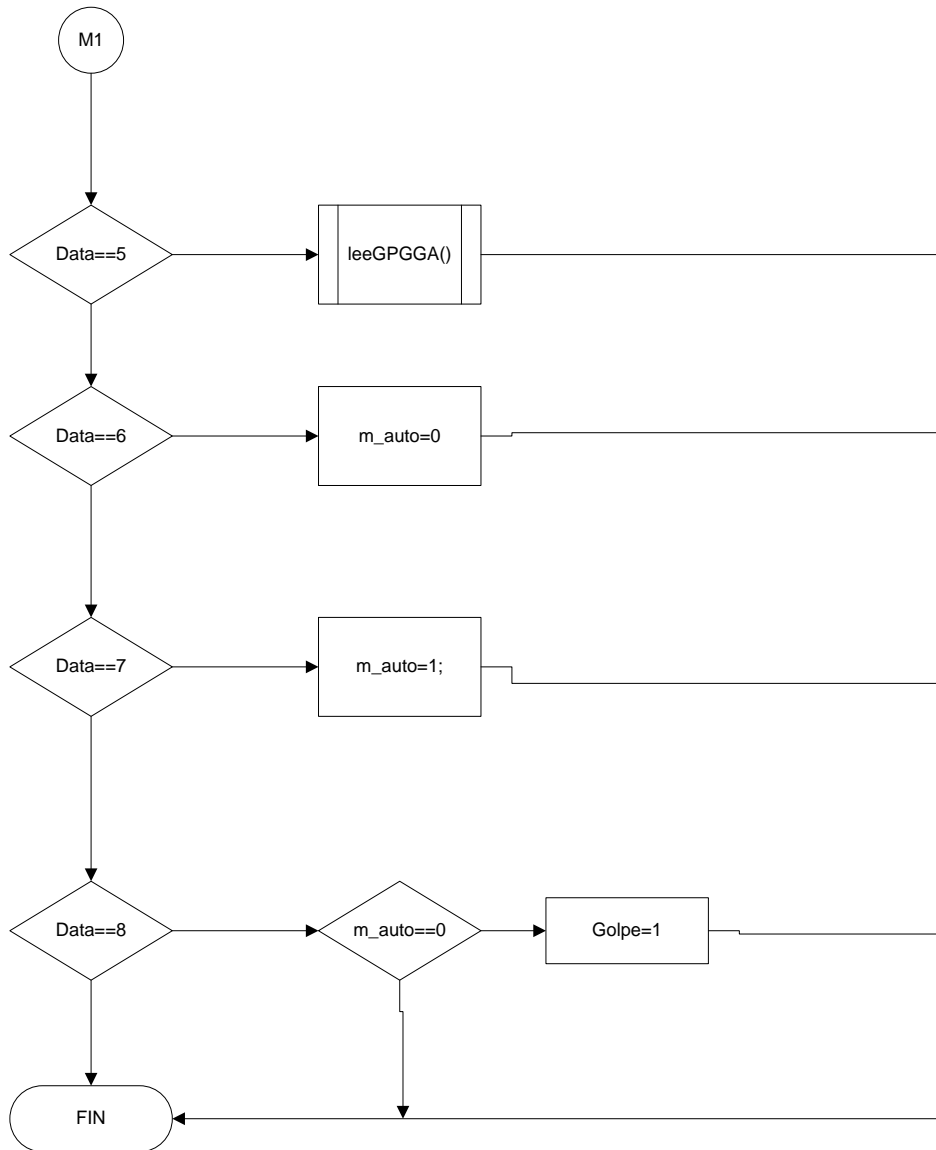 M1
Data==5
leeGPGGA()
Data==6
m_auto=0
Data==7
m_auto=1;
Data==8
m_auto==0
Golpe=1
FIN